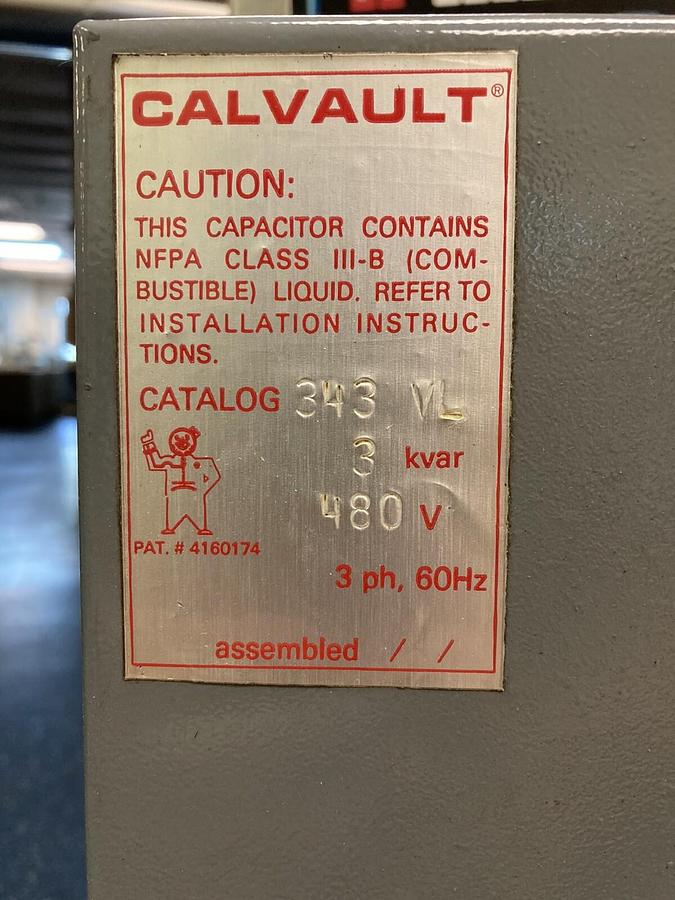 CALVAULT®
CAUTION:
THIS CAPACITOR CONTAINS
NFPA CLASS III-B (COM-
BUSTIBLE) LIQUID. REFER TO
INSTALLATION INSTRUC-
TIONS.
CATALOG 343 VL
3 kvar
480 V
PAT. # 4160174
3 ph, 60Hz
assembled / /